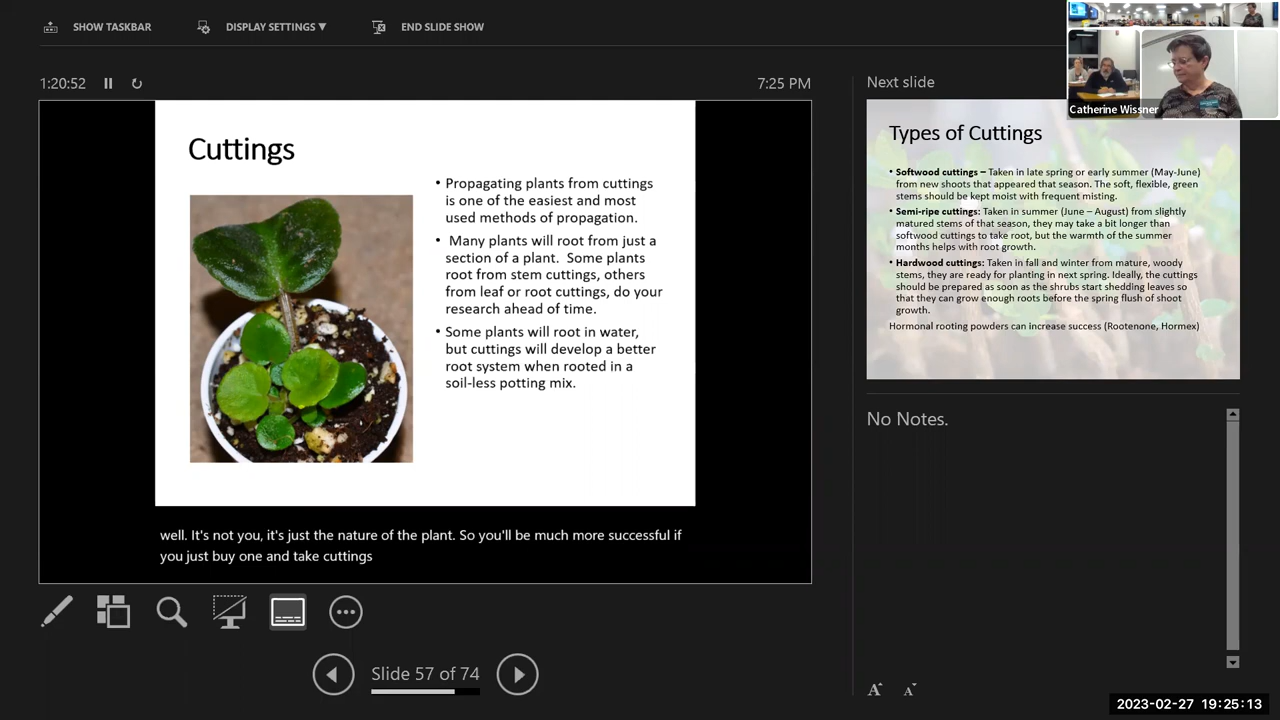 SHOW TASKBAR
DISPLAY SETTINGS ▼
END SLIDE SHOW
1:20:52
7:25 PM
Cuttings
• Propagating plants from cuttings
is one of the easiest and most
used methods of propagation.
• Many plants will root from just a
section of a plant. Some plants
root from stem cuttings, others
from leaf or root cuttings, do your
research ahead of time.
• Some plants will root in water,
but cuttings will develop a better
root system when rooted in a
soil-less potting mix.
well. It's not you, it's just the nature of the plant. So you'll be much more successful if
you just buy one and take cuttings
Slide 57 of 74
Next slide
Catherine Wissner
Types of Cuttings
• Softwood cuttings – Taken in late spring or early summer (May-June)
from new shoots that appeared that season. The soft, flexible, green
stems should be kept moist with frequent misting.
• Semi-ripe cuttings: Taken in summer (June – August) from slightly
matured stems of that season, they may take a bit longer than
softwood cuttings to take root, but the warmth of the summer
months helps with root growth.
• Hardwood cuttings: Taken in fall and winter from mature, woody
stems, they are ready for planting in next spring. Ideally, the cuttings
should be prepared as soon as the shrubs start shedding leaves so
that they can grow enough roots before the spring flush of shoot
growth.
Hormonal rooting powders can increase success (Rootenone, Hormex)
No Notes.
A A
2023-02-27 19:25:13